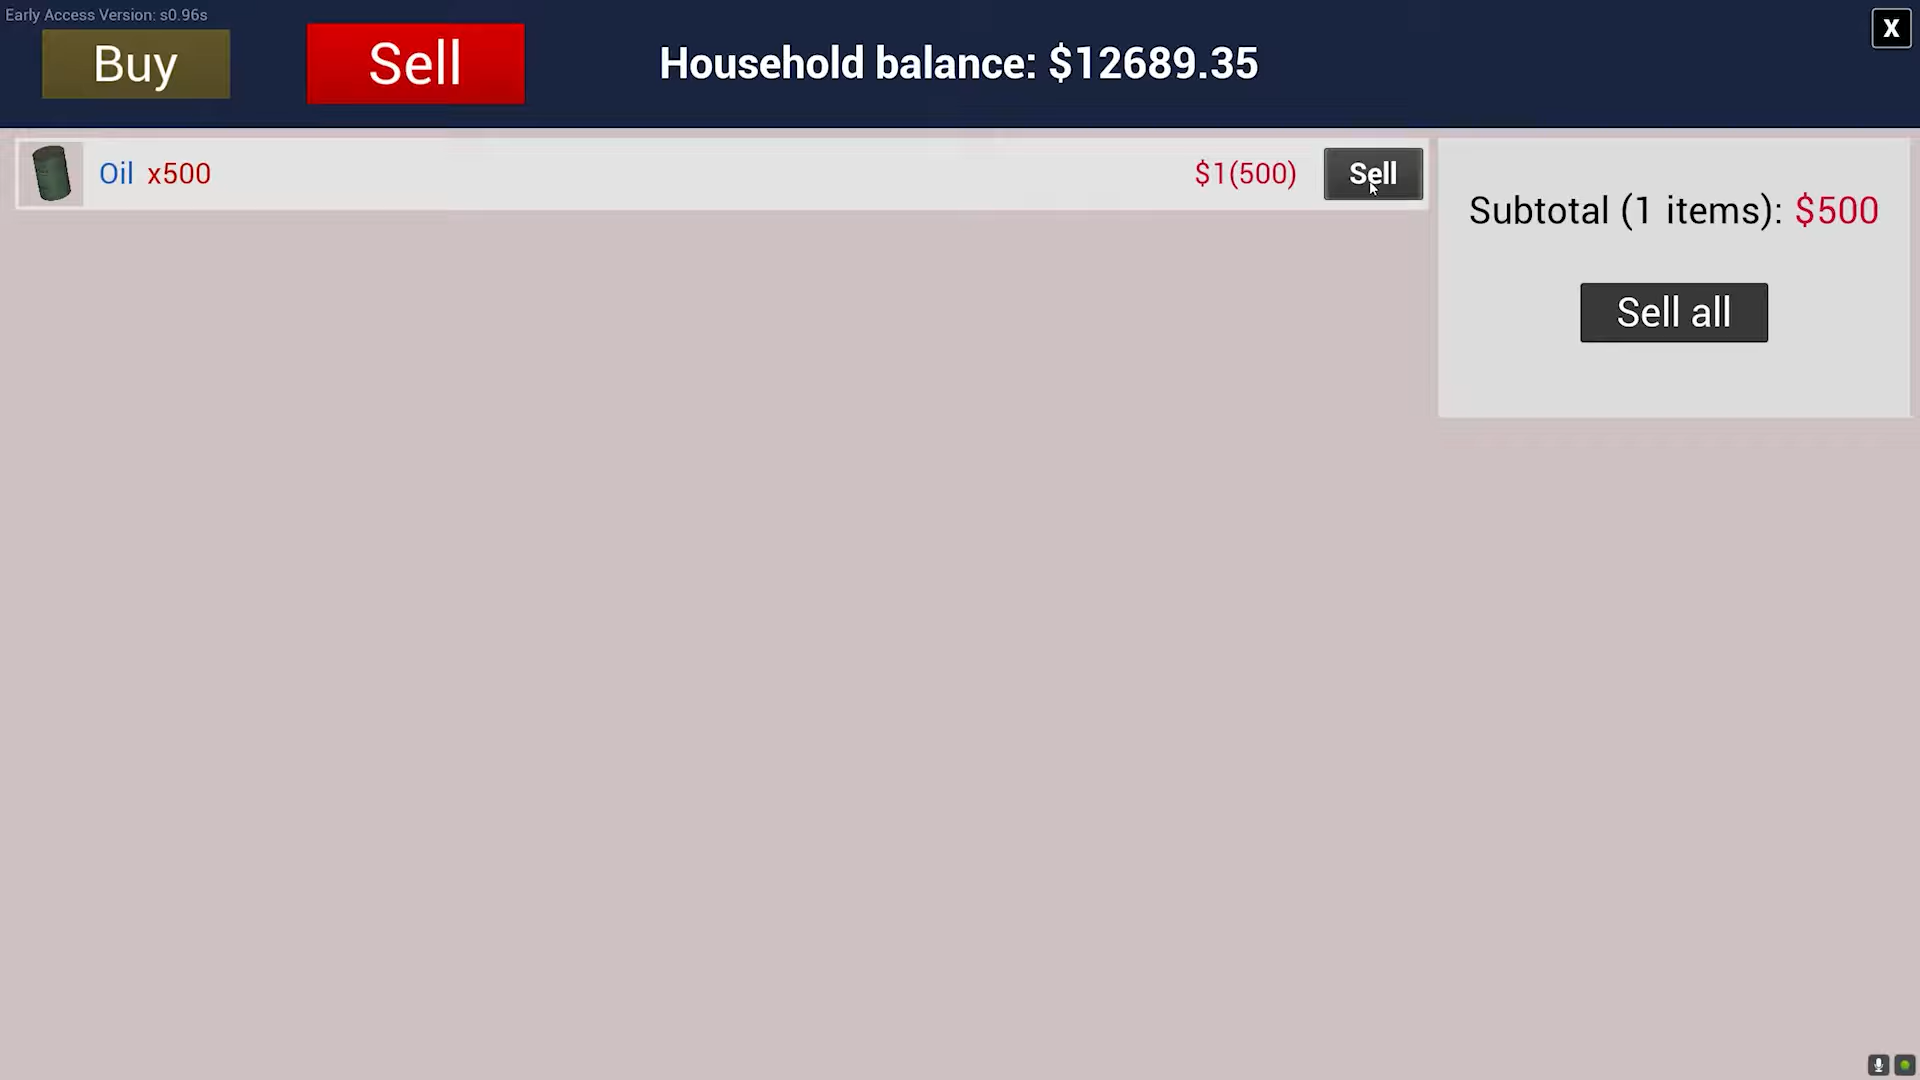 Early Access Version: s0.96s
Buy
Sell
Household balance: $12689.35
X
Oil x500
$1(500)
Sell
Subtotal (1 items): $500
Sell all